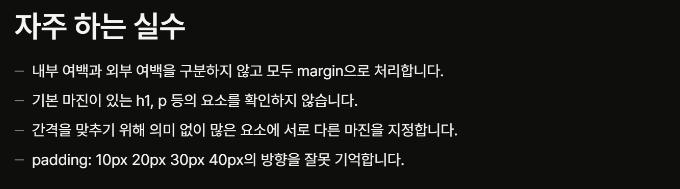 자주 하는 실수
– 내부 여백과 외부 여백을 구분하지 않고 모두 margin으로 처리합니다.
– 기본 마진이 있는 h1, p 등의 요소를 확인하지 않습니다.
– 간격을 맞추기 위해 의미 없이 많은 요소에 서로 다른 마진을 지정합니다.
– padding: 10px 20px 30px 40px의 방향을 잘못 기억합니다.